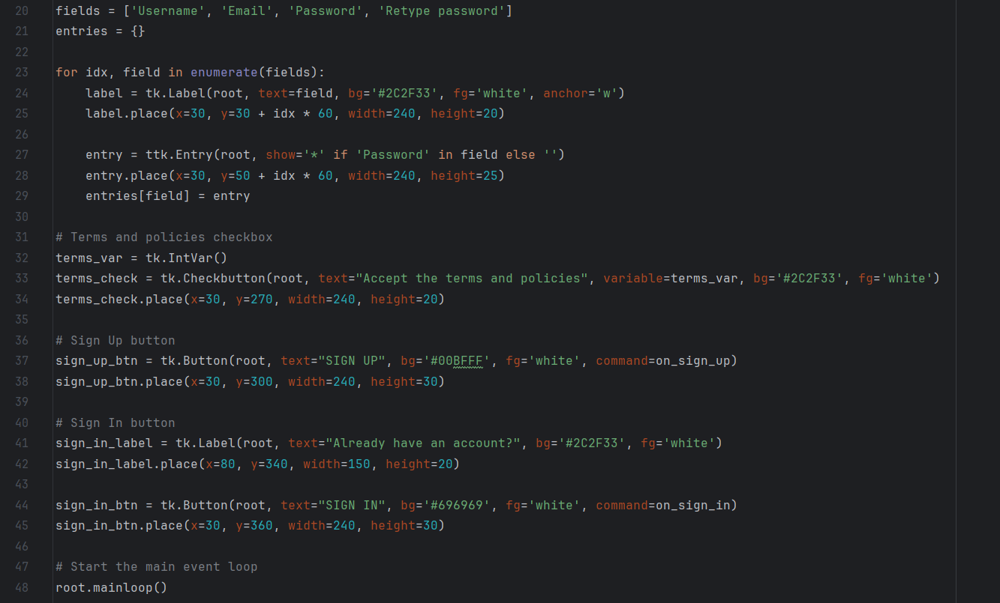 20 fields = ['Username', 'Email', 'Password', 'Retype password']
21 entries = {}
22
23 for idx, field in enumerate(fields):
24     label = tk.Label(root, text=field, bg='#2C2F33', fg='white', anchor='w')
25     label.place(x=30, y=30 + idx * 60, width=240, height=20)
26
27     entry = ttk.Entry(root, show='*' if 'Password' in field else '')
28     entry.place(x=30, y=50 + idx * 60, width=240, height=25)
29     entries[field] = entry
30
31 # Terms and policies checkbox
32 terms_var = tk.IntVar()
33 terms_check = tk.Checkbutton(root, text="Accept the terms and policies", variable=terms_var, bg='#2C2F33', fg='white')
34 terms_check.place(x=30, y=270, width=240, height=20)
35
36 # Sign Up button
37 sign_up_btn = tk.Button(root, text="SIGN UP", bg='#00BFFF', fg='white', command=on_sign_up)
38 sign_up_btn.place(x=30, y=300, width=240, height=30)
39
40 # Sign In button
41 sign_in_label = tk.Label(root, text="Already have an account?", bg='#2C2F33', fg='white')
42 sign_in_label.place(x=80, y=340, width=150, height=20)
43
44 sign_in_btn = tk.Button(root, text="SIGN IN", bg='#696969', fg='white', command=on_sign_in)
45 sign_in_btn.place(x=30, y=360, width=240, height=30)
46
47 # Start the main event loop
48 root.mainloop()